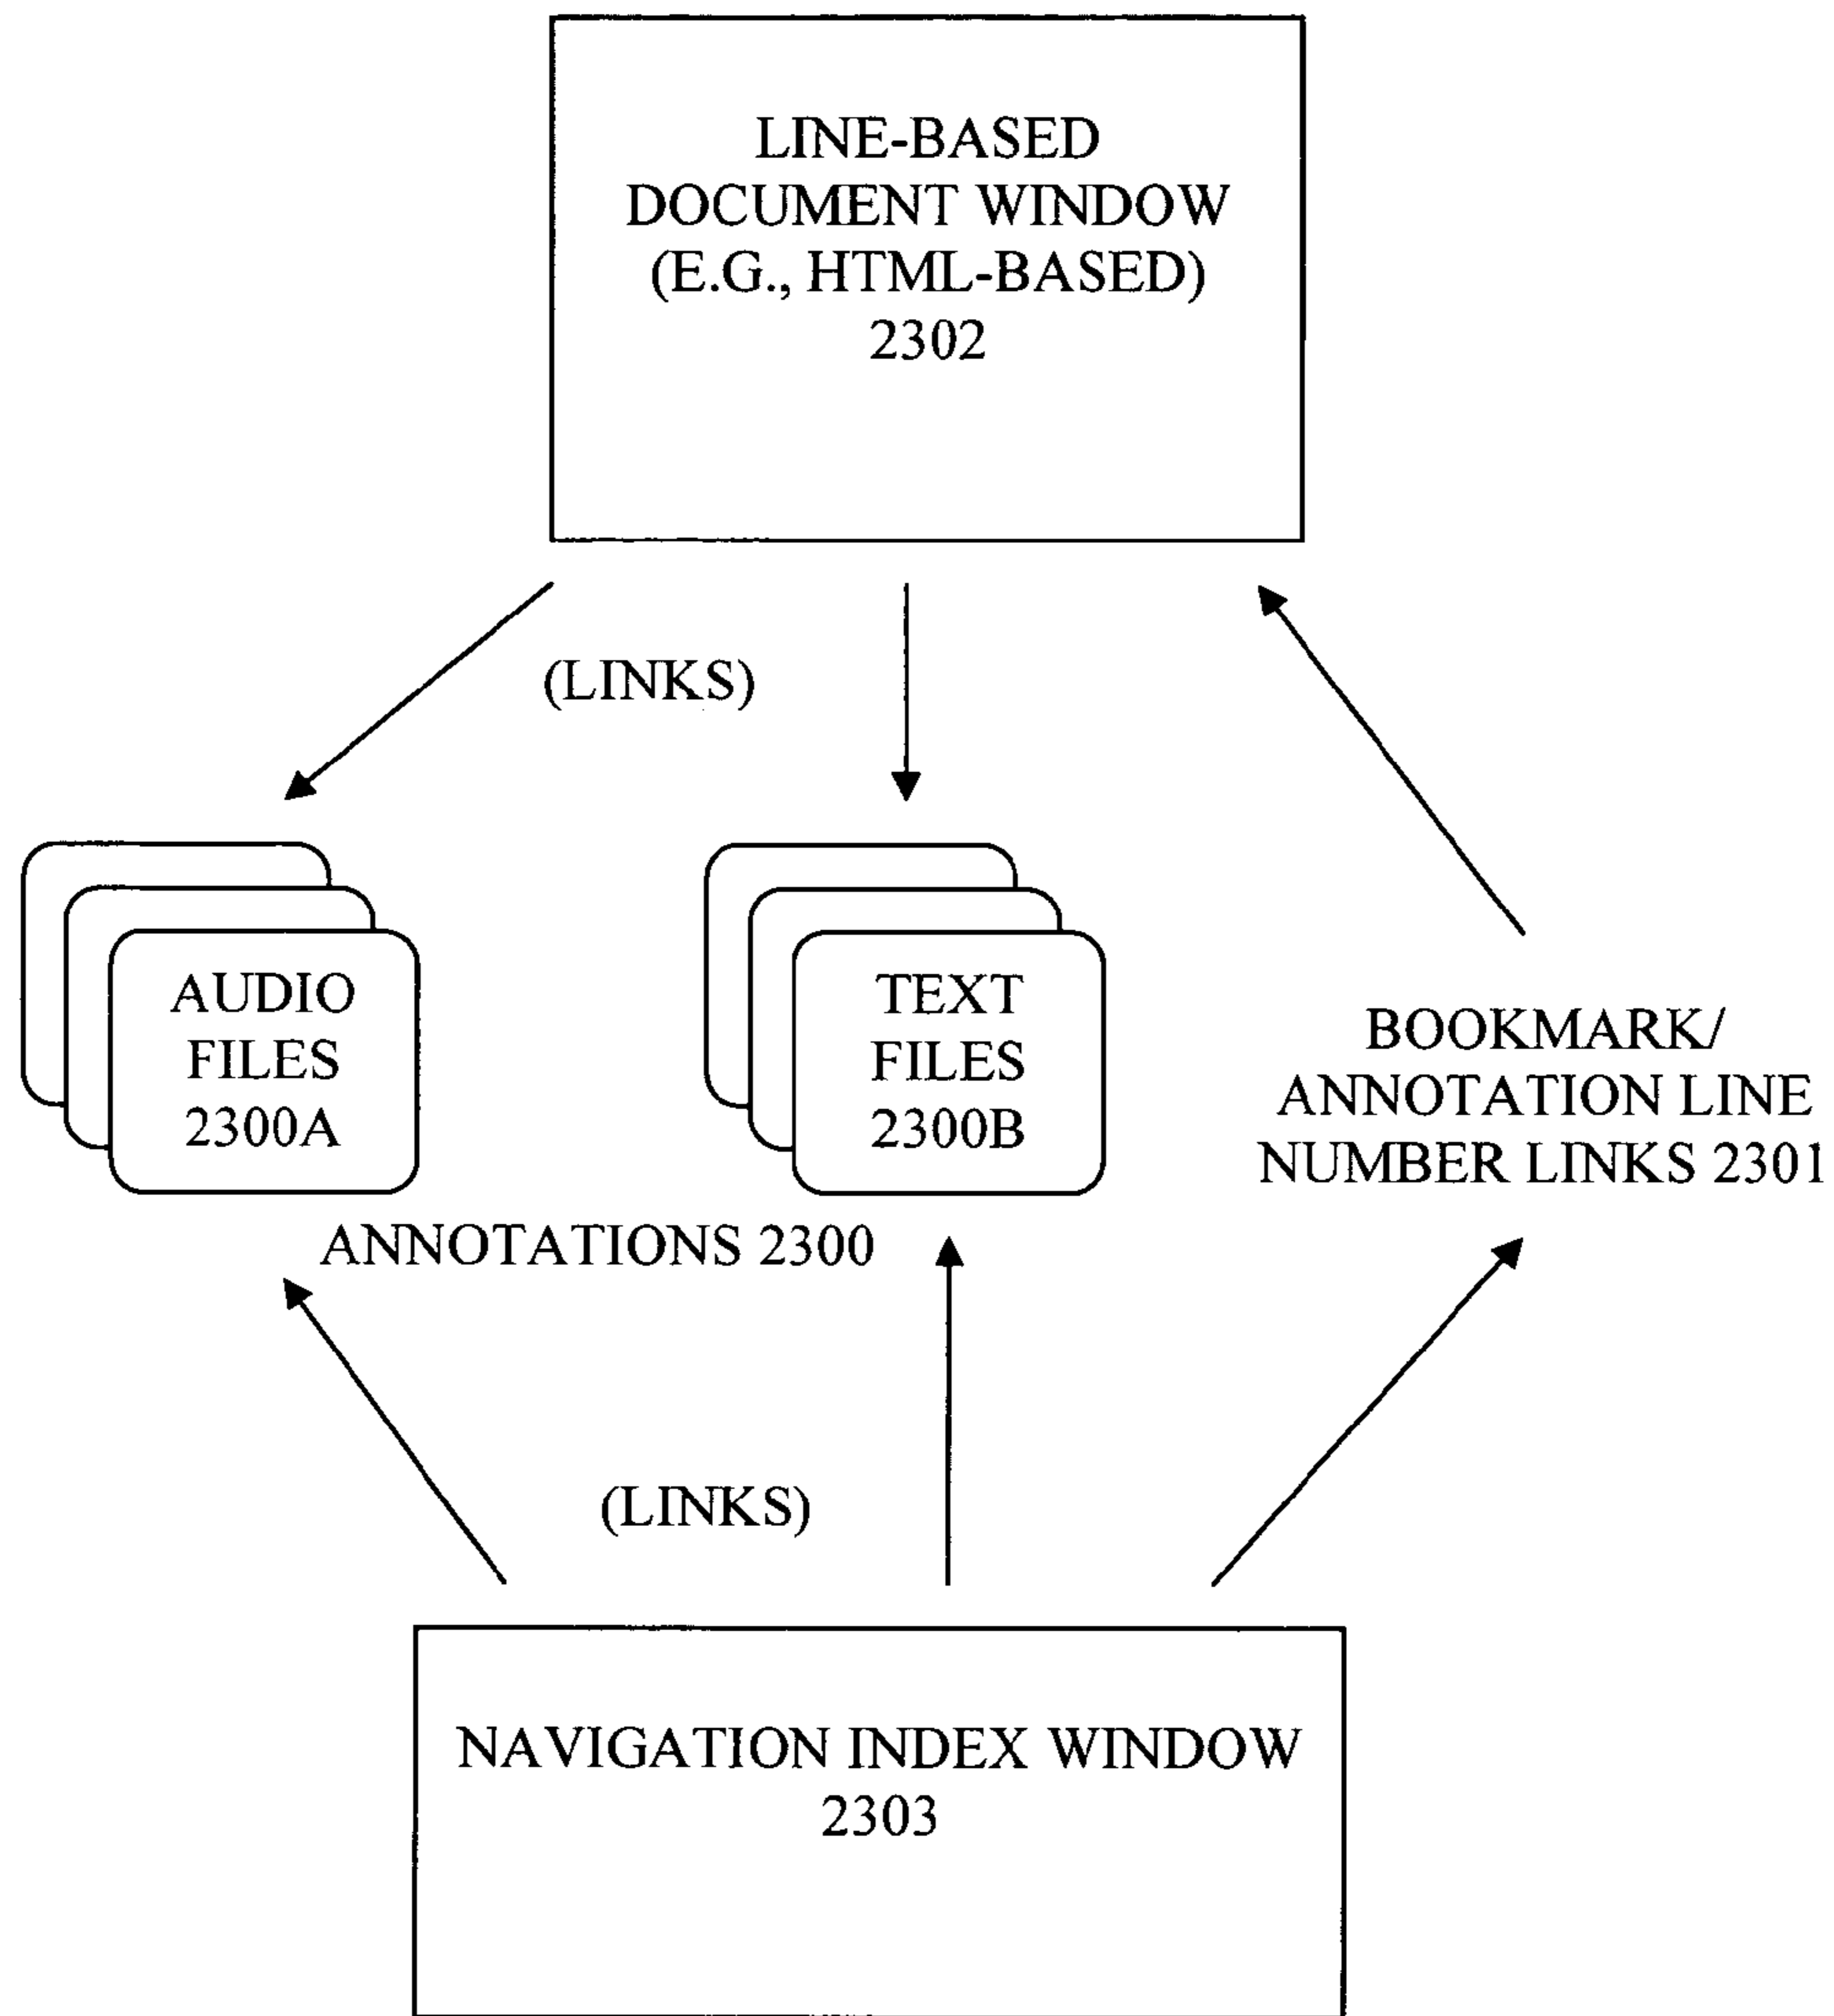 LINE-BASED
DOCUMENT WINDOW
(E.G., HTML-BASED)
2302
(LINKS)
AUDIO
FILES
2300A
TEXT
FILES
2300B
BOOKMARK/
ANNOTATION LINE
NUMBER LINKS 2301
ANNOTATIONS 2300
(LINKS)
NAVIGATION INDEX WINDOW
2303